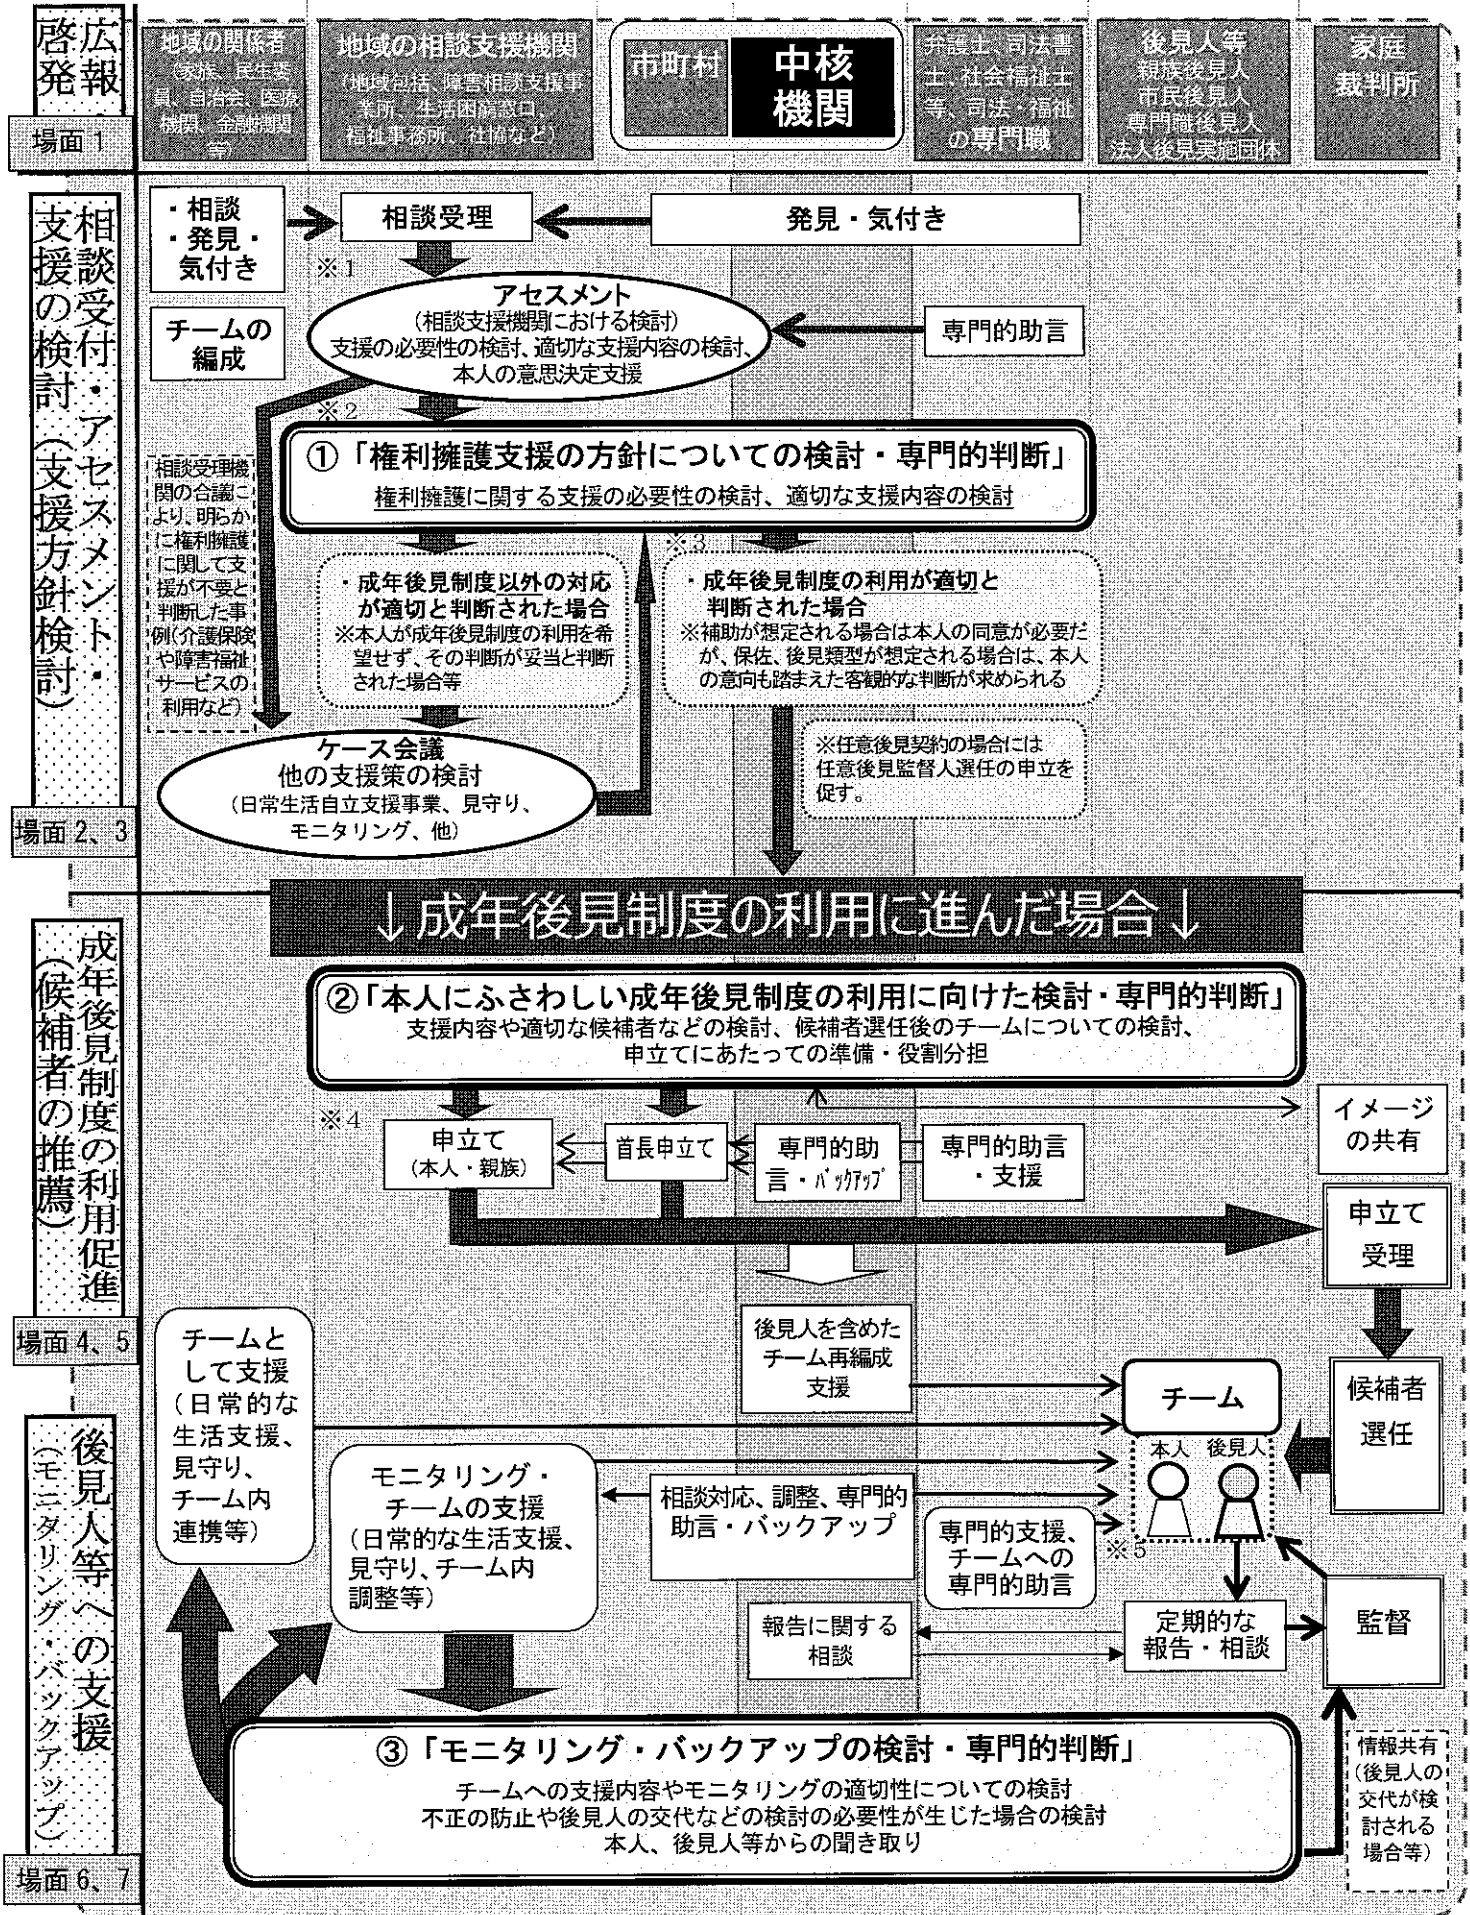 広報・
啓発
場面1
地域の関係者
（家族、民生委
員、自治会、医療
機関、金融機関
等）
地域の相談支援機関
（地域包括、障害相談支援事
業所、生活困窮窓口、
福祉事務所、社協など）
市町村
中核
機関
弁護士、司法書
士、社会福祉士
等、司法・福祉
の専門職
後見人等
親族後見人
市民後見人
専門職後見人
法人後見実施団体
家庭
裁判所
相談受付・アセスメント・
支援の検討（支援方針検討）
場面2、3
・相談
・発見・
気付き
相談受理
発見・気付き
※1
チームの
編成
アセスメント
（相談支援機関における検討）
支援の必要性の検討、適切な支援内容の検討、
本人の意思決定支援
専門的助言
※2
①「権利擁護支援の方針についての検討・専門的判断」
権利擁護に関する支援の必要性の検討、適切な支援内容の検討
相談受理機
関の合議に
より、明らか
に権利擁護
に関して支
援が不要と
判断した事
例（介護保険
や障害福祉
サービスの
利用など）
※3
・成年後見制度以外の対応
が適切と判断された場合
※本人が成年後見制度の利用を希
望せず、その判断が妥当と判断
された場合等
・成年後見制度の利用が適切と
判断された場合
※補助が想定される場合は本人の同意が必要だ
が、保佐、後見類型が想定される場合は、本人
の意向も踏まえた客観的な判断が求められる
ケース会議
他の支援策の検討
（日常生活自立支援事業、見守り、
モニタリング、他）
※任意後見契約の場合には
任意後見監督人選任の申立を
促す。
↓成年後見制度の利用に進んだ場合↓
成年後見制度の利用促進
（候補者の推薦）
場面4、5
②「本人にふさわしい成年後見制度の利用に向けた検討・専門的判断」
支援内容や適切な候補者などの検討、候補者選任後のチームについての検討、
申立てにあたっての準備・役割分担
※4
申立て
（本人・親族）
首長申立て
専門的助
言・ﾊﾞｯｸｱｯﾌﾟ
専門的助言
・支援
イメージ
の共有
申立て
受理
後見人を含めた
チーム再編成
支援
チーム
本人 後見人
候補者
選任
後見人等への支援
（モニタリング・バックアップ）
場面6、7
チームと
して支援
（日常的な
生活支援、
見守り、
チーム内
連携等）
モニタリング・
チームの支援
（日常的な生活支援、
見守り、チーム内
調整等）
相談対応、調整、専門的
助言・バックアップ
専門的支援、
チームへの
専門的助言
※5
報告に関する
相談
定期的な
報告・相談
監督
③「モニタリング・バックアップの検討・専門的判断」
チームへの支援内容やモニタリングの適切性についての検討
不正の防止や後見人の交代などの検討の必要性が生じた場合の検討
本人、後見人等からの聞き取り
情報共有
（後見人の
交代が検
討される
場合等）